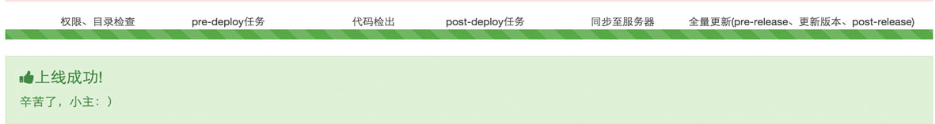 权限、目录检查 pre-deploy任务 代码检出 post-deploy任务 同步至服务器 全量更新(pre-release、更新版本、post-release)
上线成功!
辛苦了，小主：)